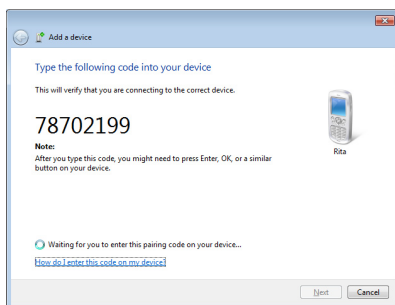 Add a device
Type the following code into your device
This will verify that you are connecting to the correct device.
78702199
Rita
Note:
After you type this code, you might need to press Enter, OK, or a similar
button on your device.
Waiting for you to enter this pairing code on your device...
How do I enter this code on my device?
Next Cancel